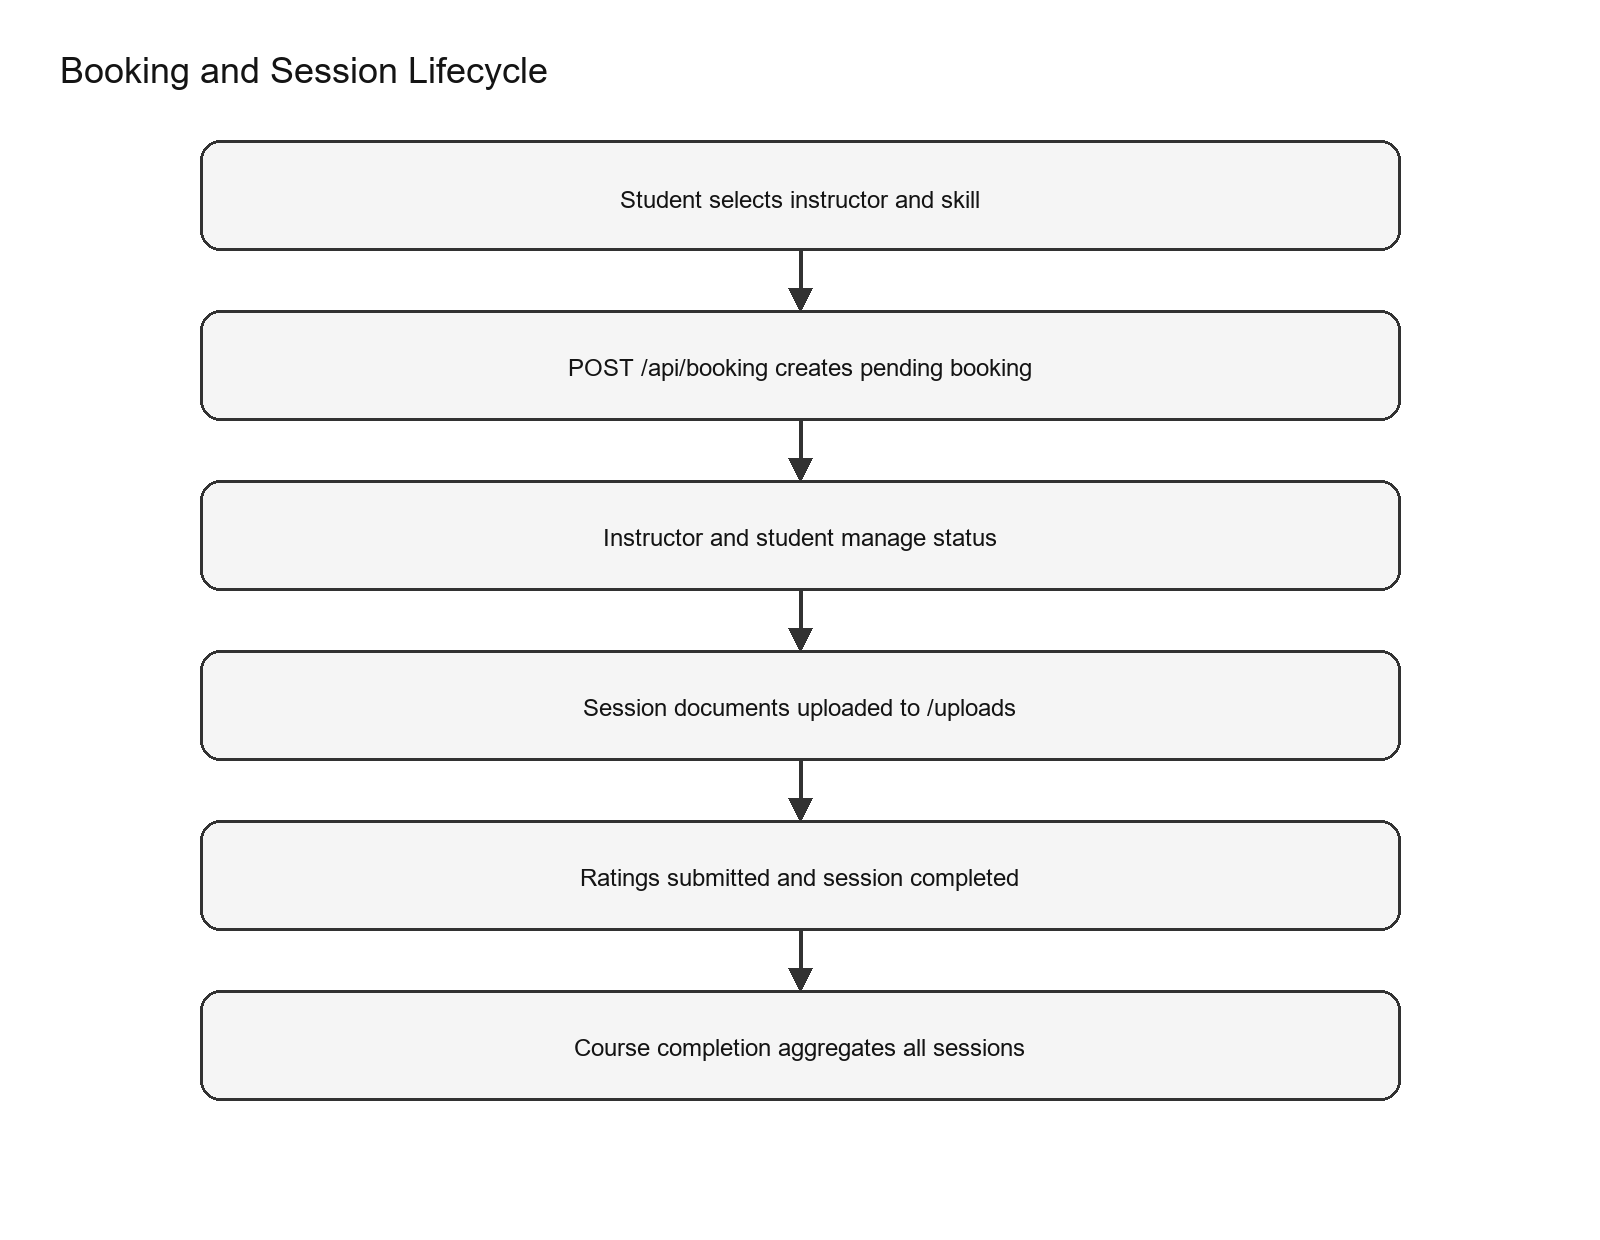 Booking and Session Lifecycle
Student selects instructor and skill
POST /api/booking creates pending booking
Instructor and student manage status
Session documents uploaded to /uploads
Ratings submitted and session completed
Course completion aggregates all sessions